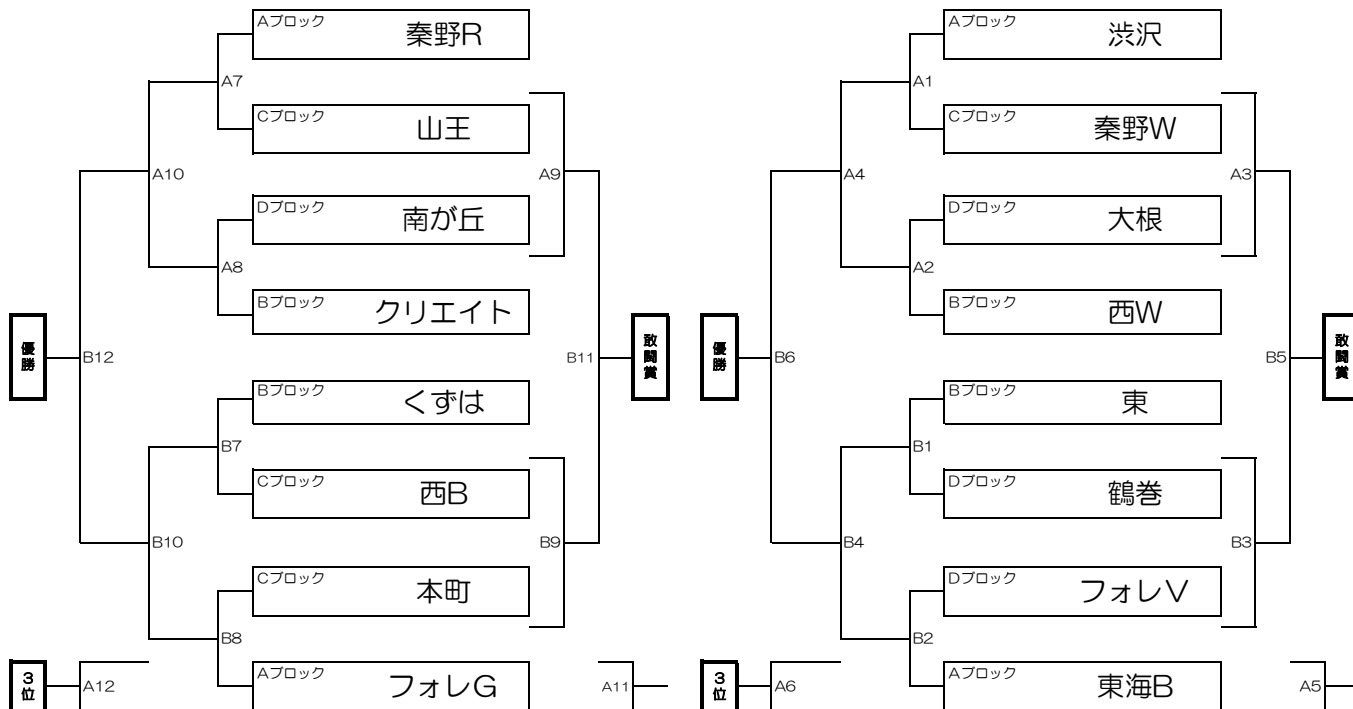 Aブロック
秦野R
A7
Cブロック
山王
A10
A9
Dブロック
南が丘
A8
Bブロック
クリエイト
優勝
B12
B11
敢闘賞
Bブロック
くずは
B7
Cブロック
西B
B10
B9
Cブロック
本町
B8
3位
A12
Aブロック
フォレG
A11
Aブロック
渋沢
A1
Cブロック
秦野W
A4
A3
Dブロック
大根
A2
Bブロック
西W
優勝
B6
B5
敢闘賞
Bブロック
東
B1
Dブロック
鶴巻
B4
B3
Dブロック
フォレV
B2
3位
A6
Aブロック
東海B
A5